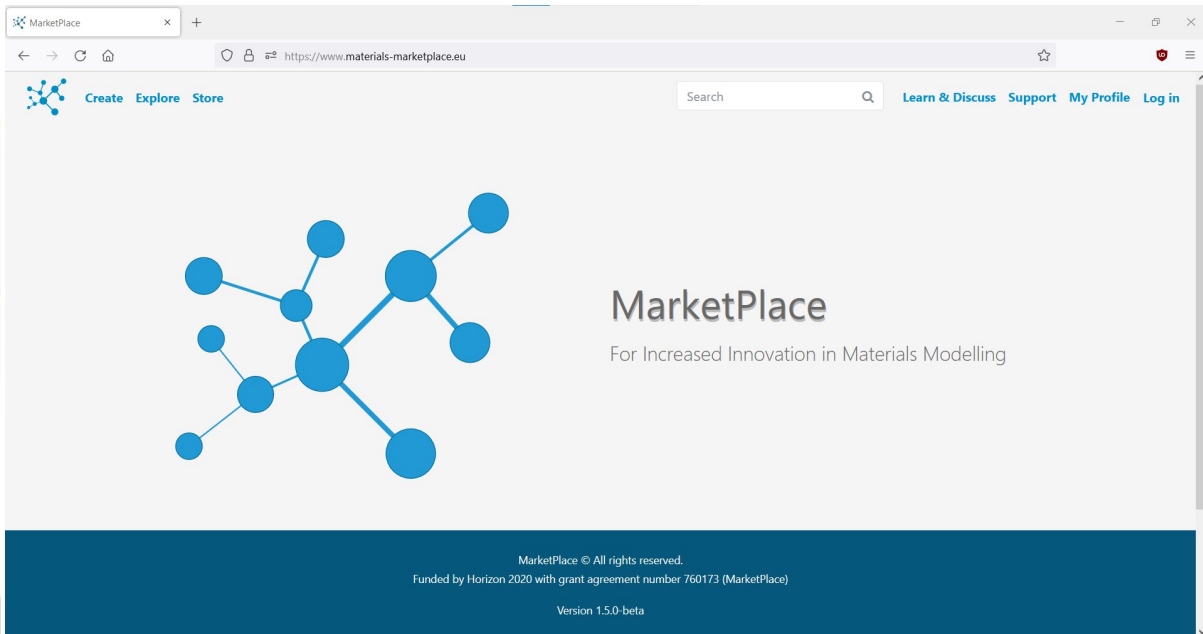 MarketPlace
https://www.materials-marketplace.eu
Create Explore Store Search Learn & Discuss Support My Profile Log in
MarketPlace
For Increased Innovation in Materials Modelling
MarketPlace © All rights reserved.
Funded by Horizon 2020 with grant agreement number 760173 (MarketPlace)
Version 1.5.0-beta